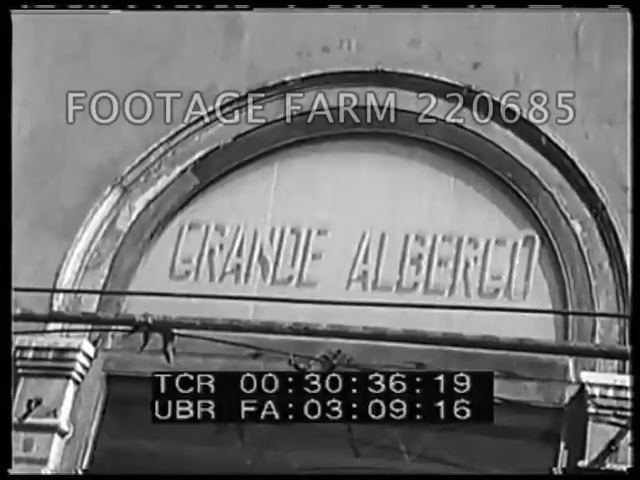 FOOTAGE FARM 220685
GRANDE ALBERGO
TCR 00:30:36:19
UBR FA:03:09:16